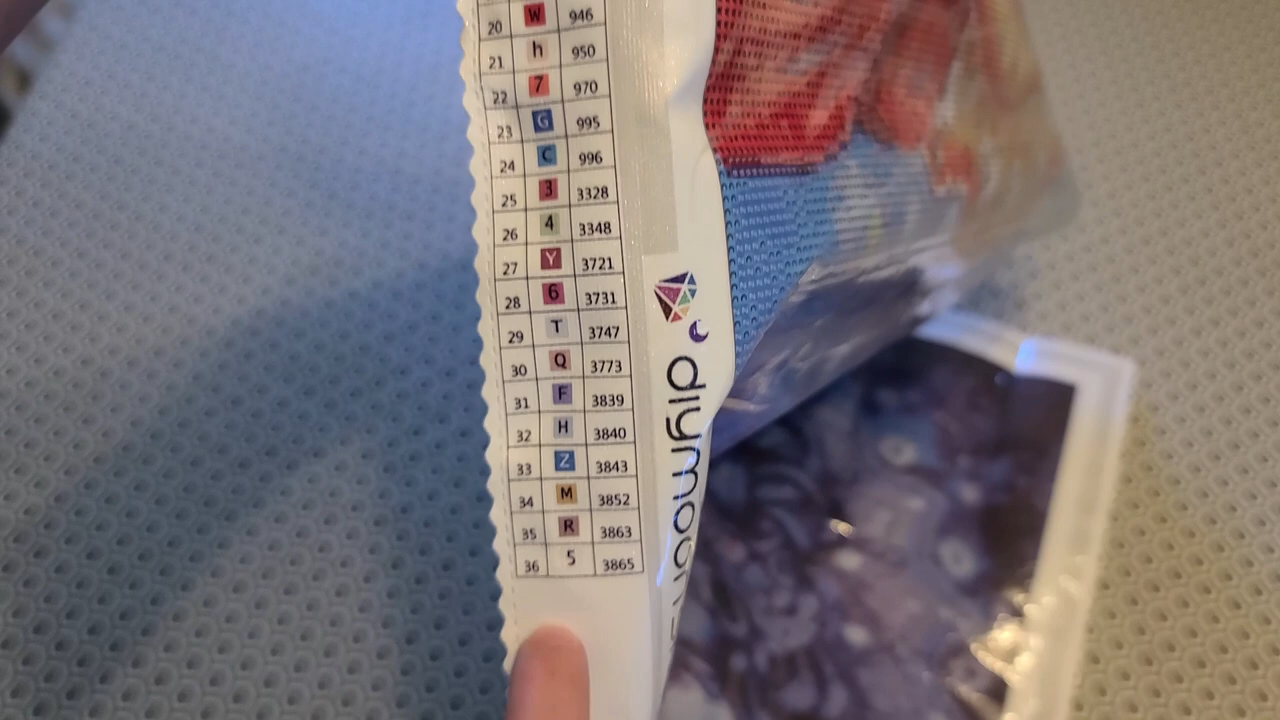 20 W 946
21 h 950
22 7 970
23 G 995
24 C 996
25 3 3328
26 4 3348
27 Y 3721
28 6 3731
29 T 3747
30 Q 3773
31 F 3839
32 H 3840
33 Z 3843
34 M 3852
35 R 3863
36 5 3865